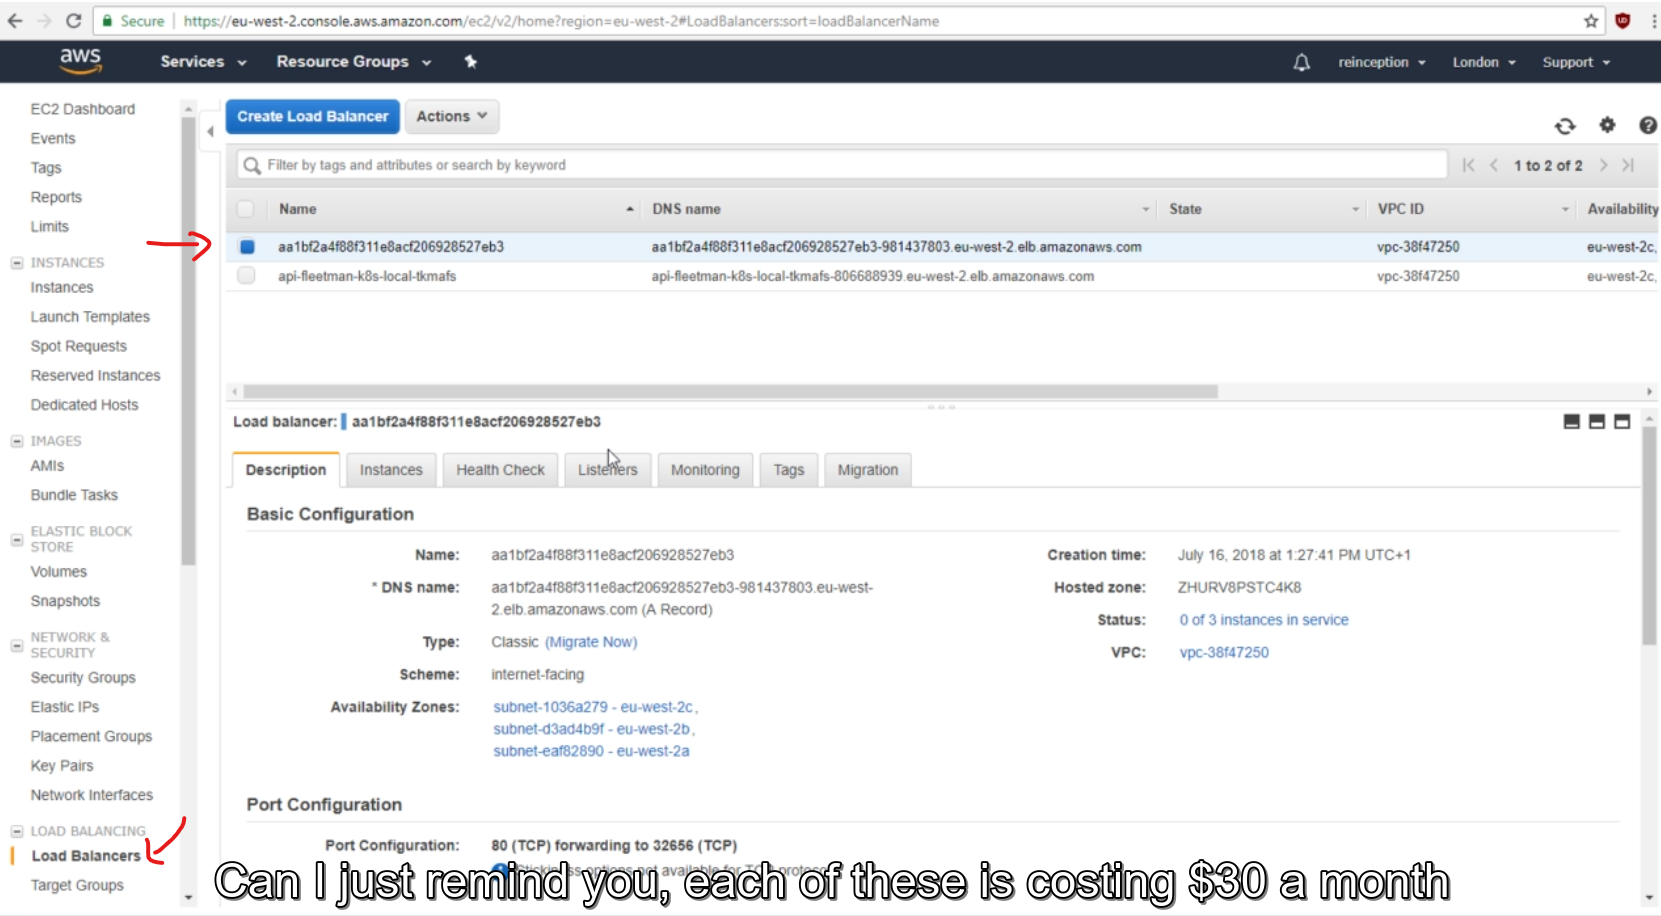 Secure
https://eu-west-2.console.aws.amazon.com/ec2/v2/home?region=eu-west-2#LoadBalancers:sort=loadBalancerName
aws
Services
Resource Groups
reinception
London
Support
EC2 Dashboard
Events
Tags
Reports
Limits
INSTANCES
Instances
Launch Templates
Spot Requests
Reserved Instances
Dedicated Hosts
IMAGES
AMIs
Bundle Tasks
ELASTIC BLOCK
STORE
Volumes
Snapshots
NETWORK &
SECURITY
Security Groups
Elastic IPs
Placement Groups
Key Pairs
Network Interfaces
LOAD BALANCING
Load Balancers
Target Groups
Create Load Balancer
Actions
Filter by tags and attributes or search by keyword
1 to 2 of 2
Name
DNS name
State
VPC ID
Availability
aa1bf2a4f88f311e8acf206928527eb3
aa1bf2a4f88f311e8acf206928527eb3-981437803.eu-west-2.elb.amazonaws.com
vpc-38f47250
eu-west-2c,
api-fleetman-k8s-local-tkmafs
api-fleetman-k8s-local-tkmafs-806688939.eu-west-2.elb.amazonaws.com
vpc-38f47250
eu-west-2c,
Load balancer: aa1bf2a4f88f311e8acf206928527eb3
Description
Instances
Health Check
Listeners
Monitoring
Tags
Migration
Basic Configuration
Name: aa1bf2a4f88f311e8acf206928527eb3
* DNS name: aa1bf2a4f88f311e8acf206928527eb3-981437803.eu-west-
2.elb.amazonaws.com (A Record)
Type: Classic (Migrate Now)
Scheme: internet-facing
Availability Zones: subnet-1036a279 - eu-west-2c,
subnet-d3ad4b9f - eu-west-2b,
subnet-eaf82890 - eu-west-2a
Creation time: July 16, 2018 at 1:27:41 PM UTC+1
Hosted zone: ZHURV8PSTC4K8
Status: 0 of 3 instances in service
VPC: vpc-38f47250
Port Configuration
Port Configuration: 80 (TCP) forwarding to 32656 (TCP)
Stickiness options not available for TCP protocols
Can I just remind you, each of these is costing $30 a month